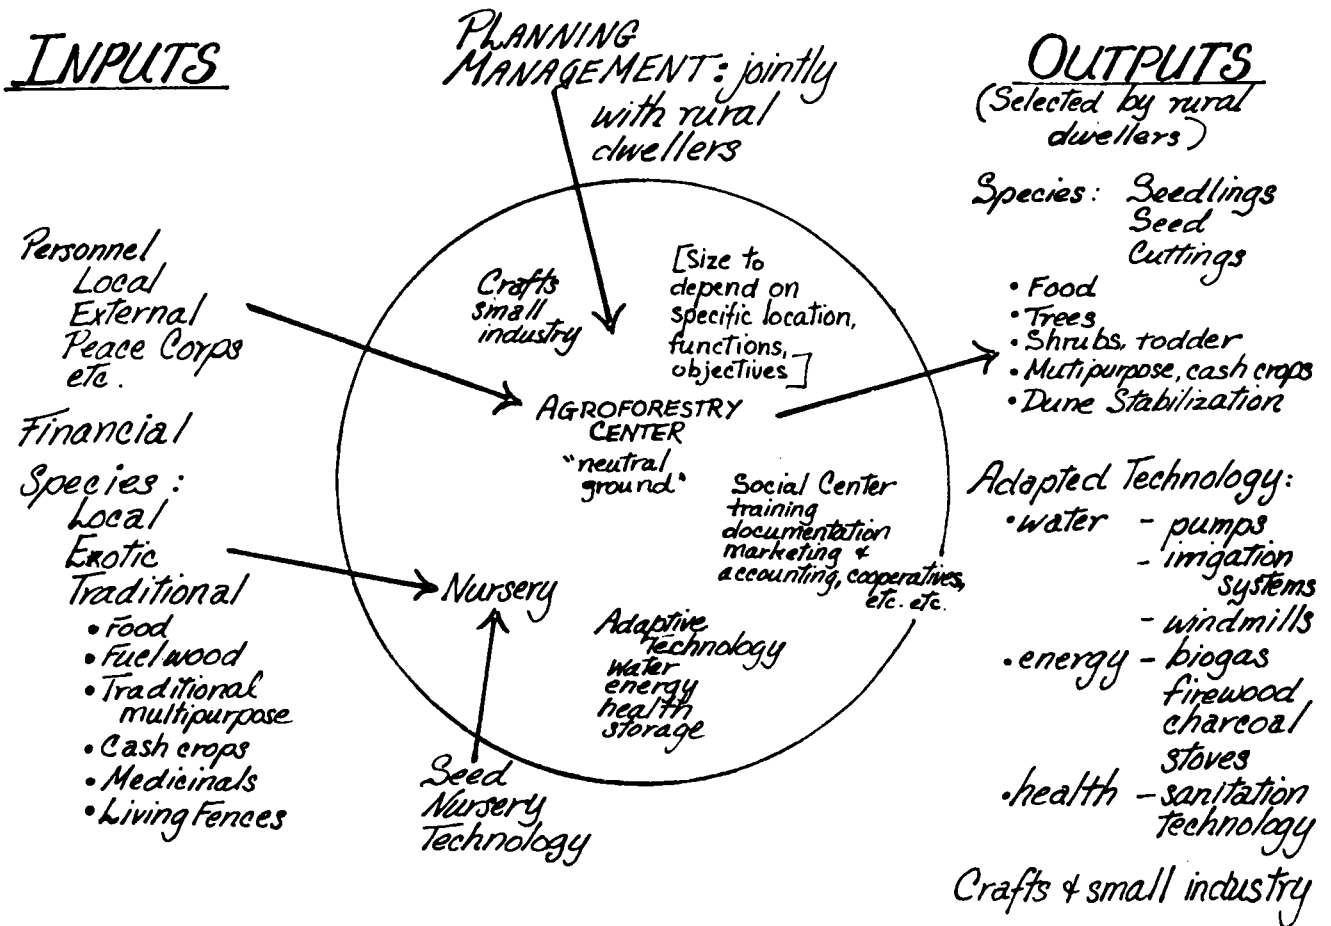 INPUTS
Personnel
Local
External
Peace Corps
etc.
Financial
Species:
Local
Exotic
Traditional
• Food
• Fuelwood
• Traditional
multipurpose
• Cash crops
• Medicinals
• Living Fences
PLANNING
MANAGEMENT: jointly
with rural
dwellers
Crafts
small
industry
[Size to
depend on
specific location,
functions,
objectives]
AGROFORESTRY
CENTER
"neutral
ground"
Social Center
training
documentation
marketing &
accounting, cooperatives,
etc. etc.
Nursery
Adaptive
Technology
water
energy
health
storage
Seed
Nursery
Technology
OUTPUTS
(Selected by rural
dwellers)
Species: Seedlings
Seed
Cuttings
• Food
• Trees
• Shrubs, todder
• Mutipurpose, cash crops
• Dune Stabilization
Adapted Technology:
• water - pumps
- irrigation
systems
- windmills
• energy - biogas
firewood
charcoal
stoves
• health - sanitation
technology
Crafts & small industry